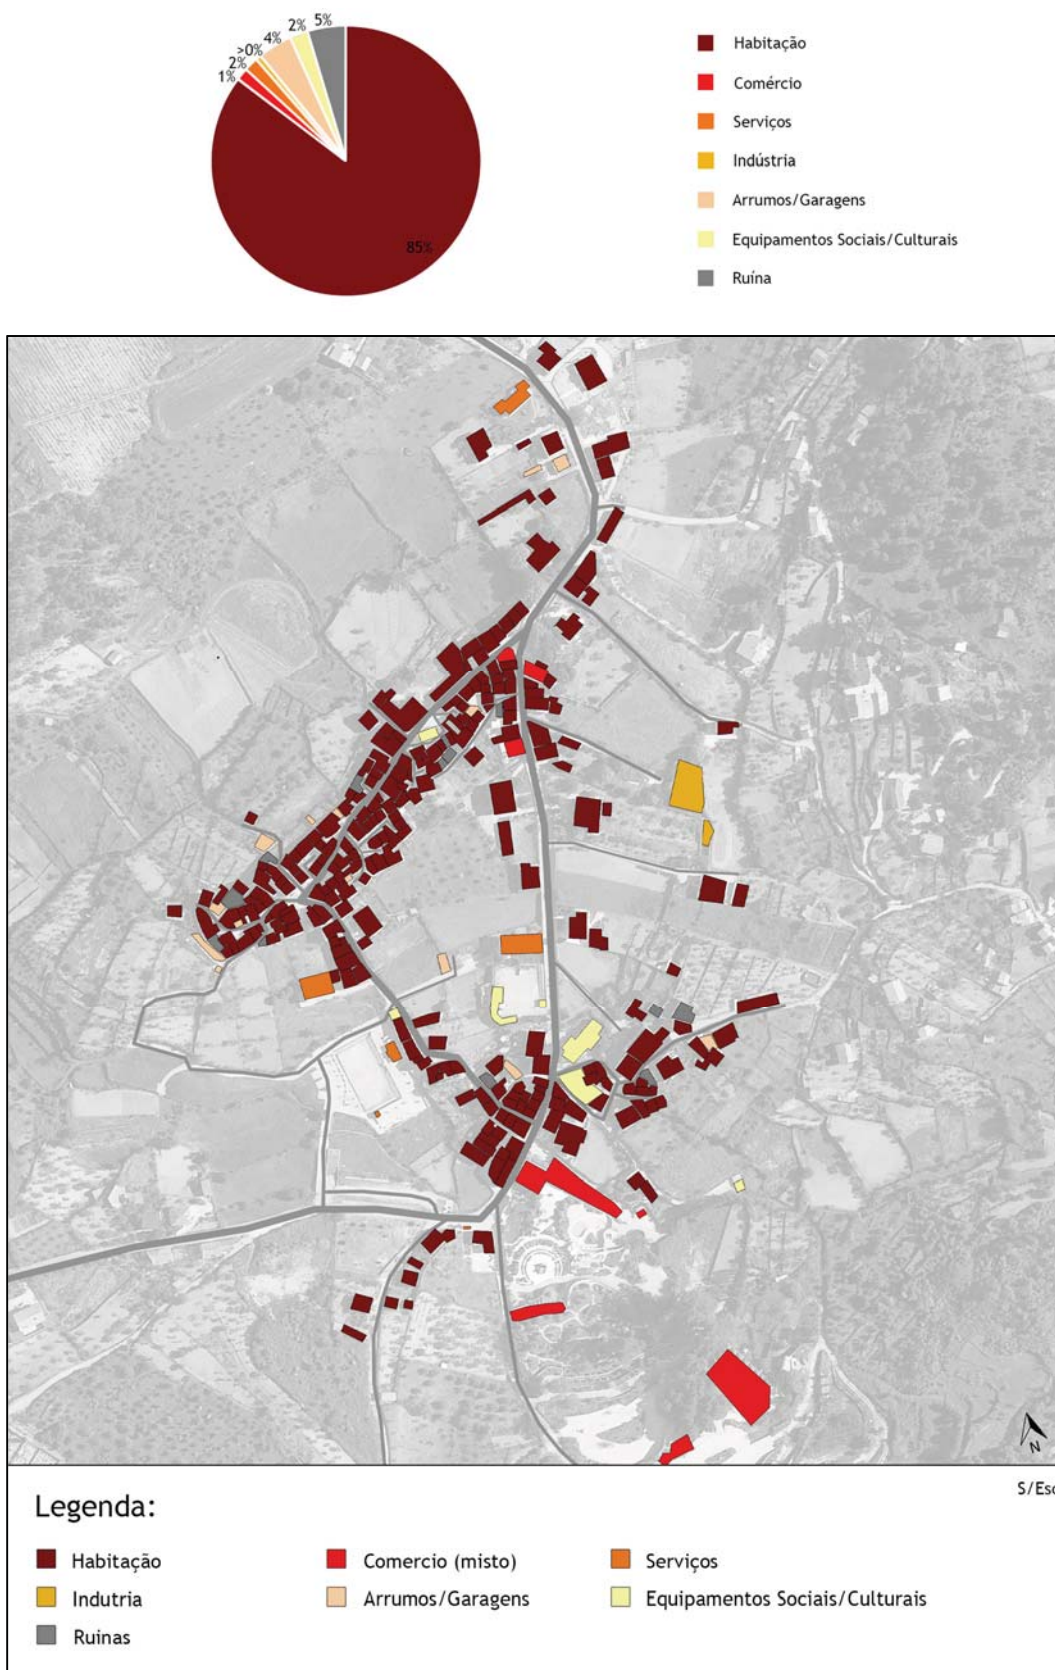 5%
2%
4%
>0%
2%
1%
85%
Habitação
Comércio
Serviços
Indústria
Arrumos/Garagens
Equipamentos Sociais/Culturais
Ruína
N
S/Esc
Legenda:
Habitação
Comercio (misto)
Serviços
Indutria
Arrumos/Garagens
Equipamentos Sociais/Culturais
Ruinas